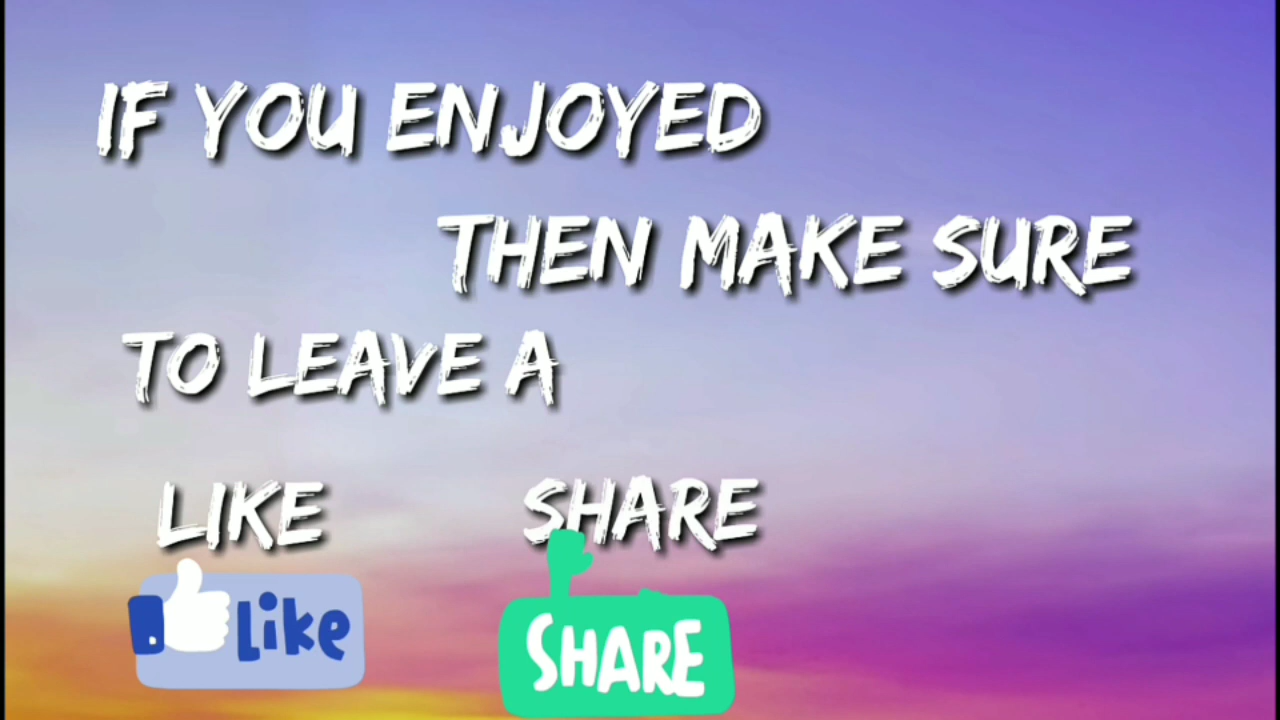 IF YOU ENJOYED
THEN MAKE SURE
TO LEAVE A
LIKE SHARE
Like SHARE